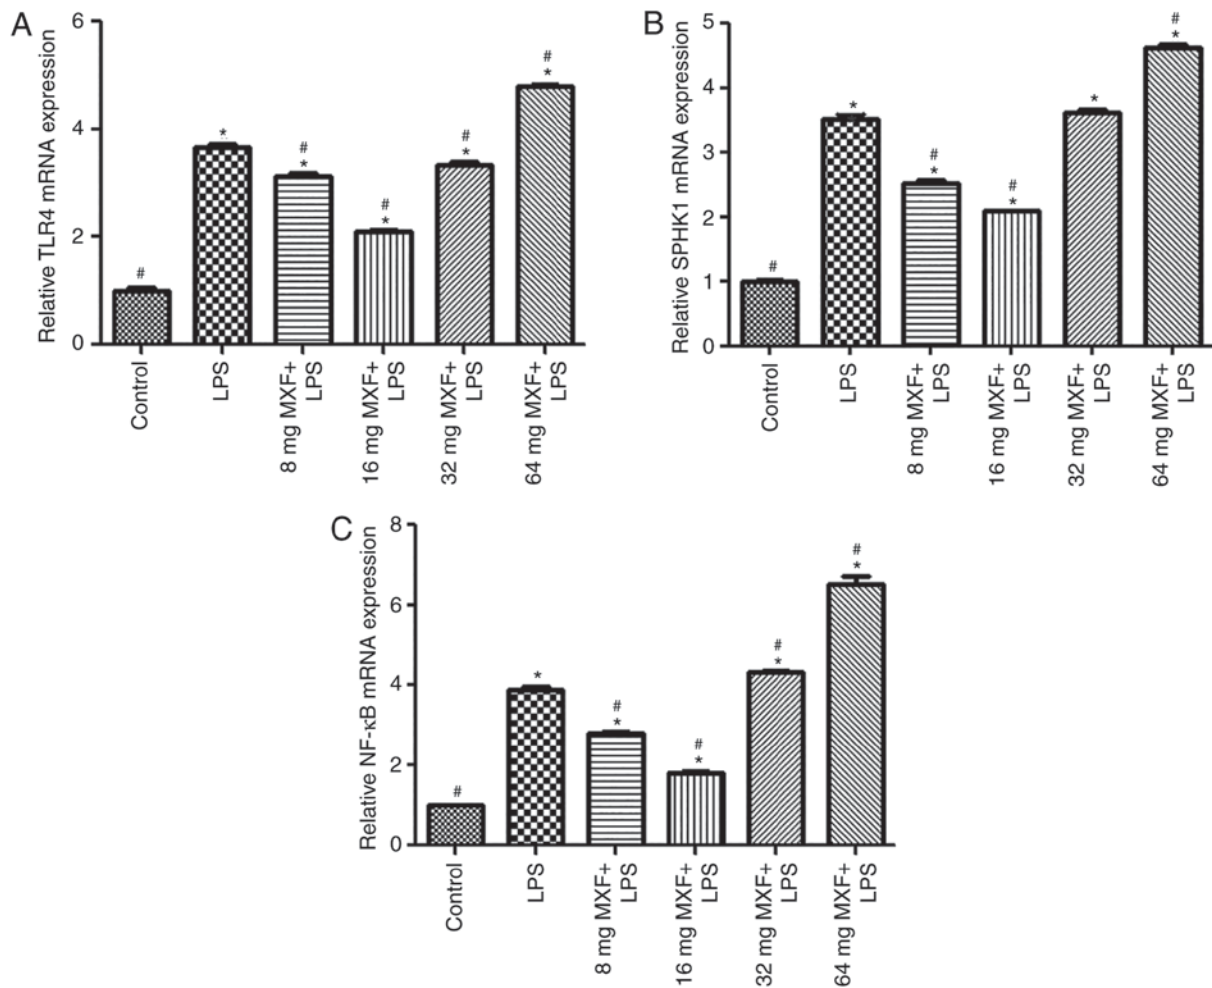 A
Relative TLR4 mRNA expression
6
4
2
0
#
*
#
*
#
*
#
*
#
*
Control
LPS
8 mg MXF+
LPS
16 mg MXF+
LPS
32 mg MXF+
LPS
64 mg MXF+
LPS
B
Relative SPHK1 mRNA expression
5
4
3
2
1
0
#
*
#
*
#
*
*
#
*
Control
LPS
8 mg MXF+
LPS
16 mg MXF+
LPS
32 mg MXF+
LPS
64 mg MXF+
LPS
C
Relative NF-κB mRNA expression
8
6
4
2
0
#
*
#
*
#
*
#
*
#
*
Control
LPS
8 mg MXF+
LPS
16 mg MXF+
LPS
32 mg MXF+
LPS
64 mg MXF+
LPS